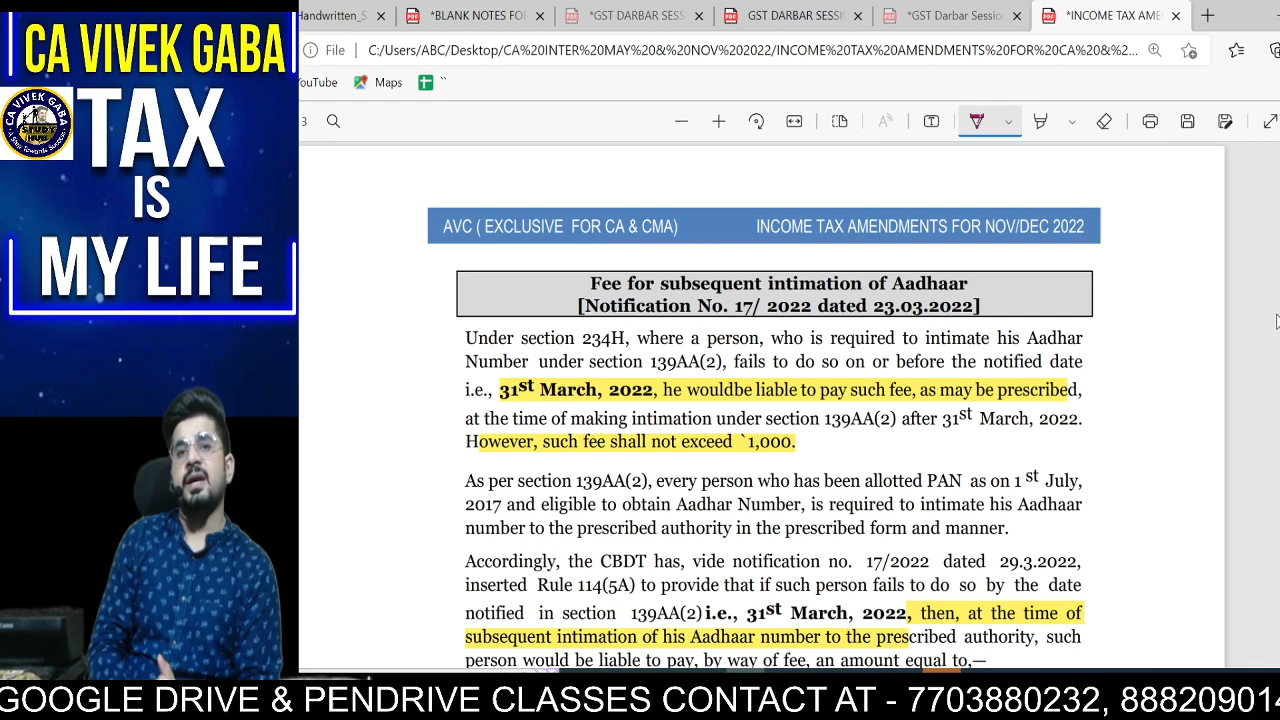 CA VIVEK GABA
TAX
IS
MY LIFE
CA VIVEK GABA
STUDY
HUB
Handwritten_S
*BLANK NOTES FO
*GST DARBAR SESS
GST DARBAR SESS
*GST Darbar Sessi
*INCOME TAX AME
File
C:/Users/ABC/Desktop/CA%20INTER%20MAY%20&%20NOV%202022/INCOME%20TAX%20AMENDMENTS%20FOR%20CA%20&%2...
YouTube
Maps
``
3
AVC ( EXCLUSIVE FOR CA & CMA) INCOME TAX AMENDMENTS FOR NOV/DEC 2022
Fee for subsequent intimation of Aadhaar
[Notification No. 17/ 2022 dated 23.03.2022]
Under section 234H, where a person, who is required to intimate his Aadhar
Number under section 139AA(2), fails to do so on or before the notified date
i.e., 31st March, 2022, he wouldbe liable to pay such fee, as may be prescribed,
at the time of making intimation under section 139AA(2) after 31st March, 2022.
However, such fee shall not exceed `1,000.
As per section 139AA(2), every person who has been allotted PAN as on 1 st July,
2017 and eligible to obtain Aadhar Number, is required to intimate his Aadhaar
number to the prescribed authority in the prescribed form and manner.
Accordingly, the CBDT has, vide notification no. 17/2022 dated 29.3.2022,
inserted Rule 114(5A) to provide that if such person fails to do so by the date
notified in section 139AA(2) i.e., 31st March, 2022, then, at the time of
subsequent intimation of his Aadhaar number to the prescribed authority, such
person would be liable to pay, by way of fee, an amount equal to,—
GOOGLE DRIVE & PENDRIVE CLASSES CONTACT AT - 7703880232, 888209014